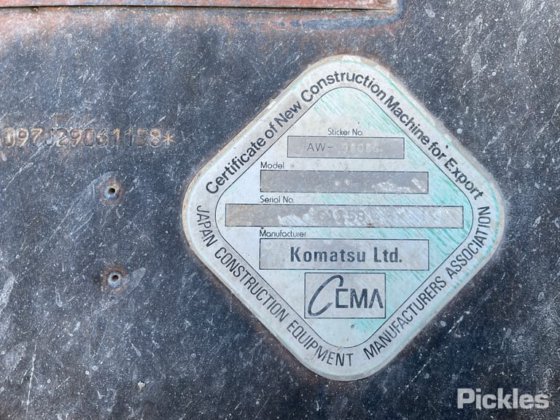 Certificate of New Construction Machine for Export
Sticker No.
AW-
Model
Serial No.
Manufacturer
Komatsu Ltd.
CEMA
JAPAN CONSTRUCTION EQUIPMENT MANUFACTURERS ASSOCIATION
Pickles